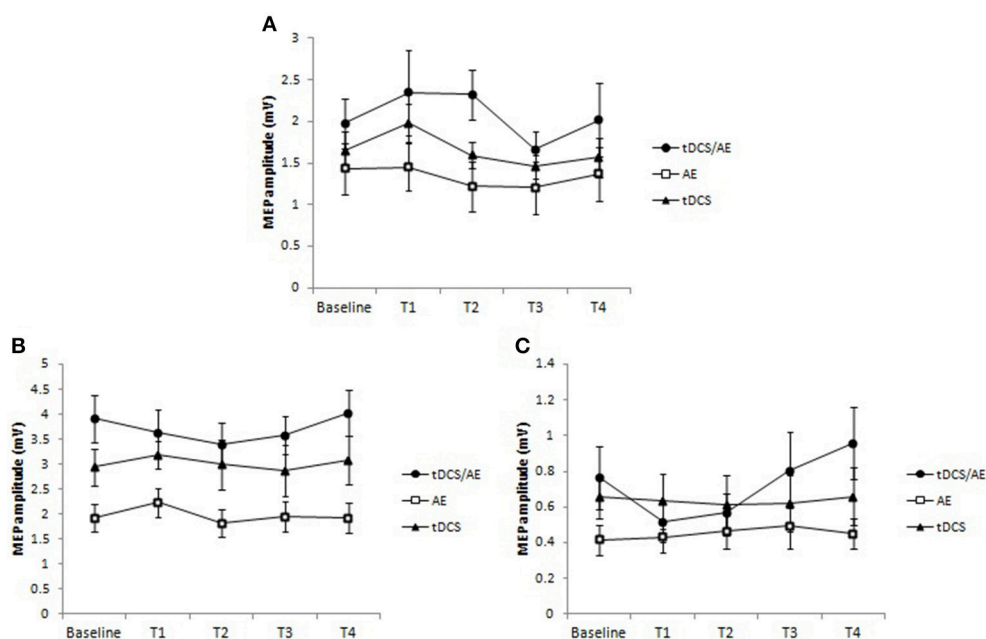 A
MEP amplitude (mV)
3
2.5
2
1.5
1
0.5
0
Baseline T1 T2 T3 T4
tDCS/AE
AE
tDCS
B
MEP amplitude (mV)
5
4.5
4
3.5
3
2.5
2
1.5
1
0.5
0
Baseline T1 T2 T3 T4
tDCS/AE
AE
tDCS
C
MEP amplitude (mV)
1.4
1.2
1
0.8
0.6
0.4
0.2
0
Baseline T1 T2 T3 T4
tDCS/AE
AE
tDCS